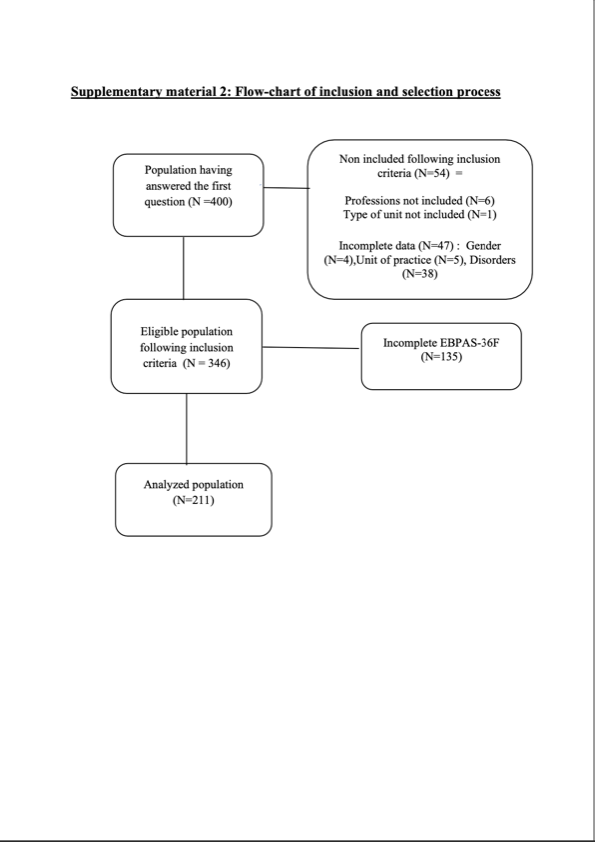 Supplementary material 2: Flow-chart of inclusion and selection process
Population having
answered the first
question (N =400)
Non included following inclusion
criteria (N=54)  =
Professions not included (N=6)
Type of unit not included (N=1)
Incomplete data (N=47) :  Gender
(N=4),Unit of practice (N=5), Disorders
(N=38)
Eligible population
following inclusion
criteria  (N = 346)
Incomplete EBPAS-36F
(N=135)
Analyzed population
(N=211)